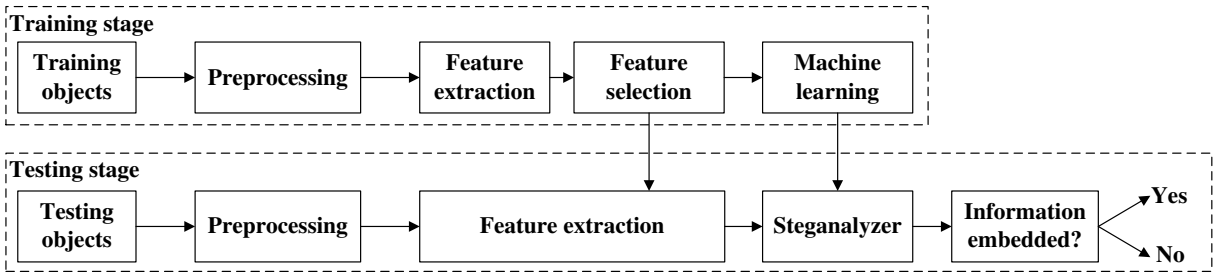 Training stage
Training
objects
Preprocessing
Feature
extraction
Feature
selection
Machine
learning
Testing stage
Testing
objects
Preprocessing
Feature extraction
Steganalyzer
Information
embedded?
Yes
No